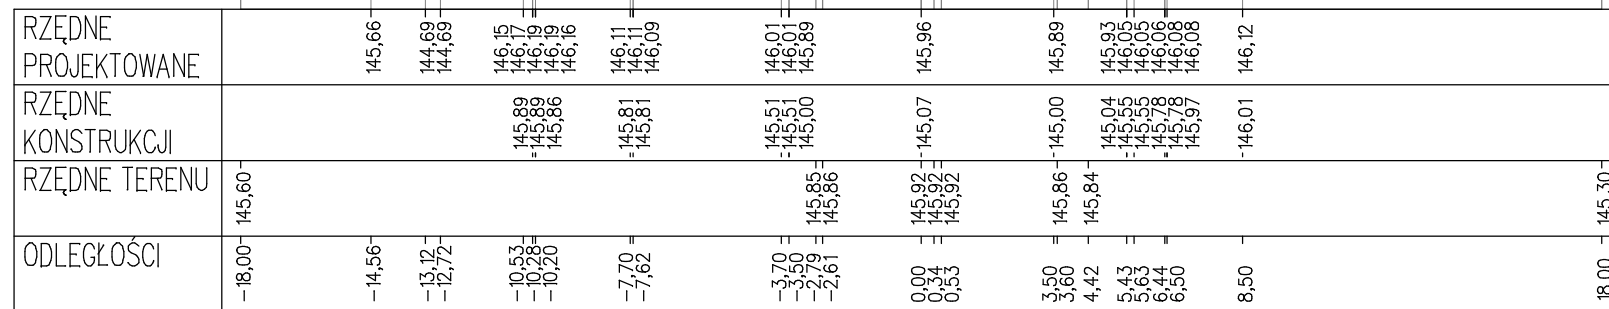 RZĘDNE
PROJEKTOWANE
145,66 144,69 144,69 146,15 146,17 146,19 146,19 146,16 146,11 146,11 146,09 146,01 146,01 145,89 145,96 145,89 145,93 146,05 146,05 146,06 146,08 146,08 146,12
RZĘDNE
KONSTRUKCJI
145,89 145,89 145,86 145,81 145,81 145,51 145,51 145,00 145,07 145,00 145,04 145,55 145,55 145,78 145,78 145,97 146,01
RZĘDNE TERENU
145,60 145,85 145,86 145,92 145,92 145,92 145,86 145,84 145,30
ODLEGŁOŚCI
-18,00 -14,56 -13,12 -12,72 -10,53 -10,28 -10,20 -7,70 -7,62 -3,70 -3,50 -2,79 -2,61 0,00 0,34 0,53 3,50 3,60 4,42 5,43 5,63 6,44 6,50 8,50 18,00